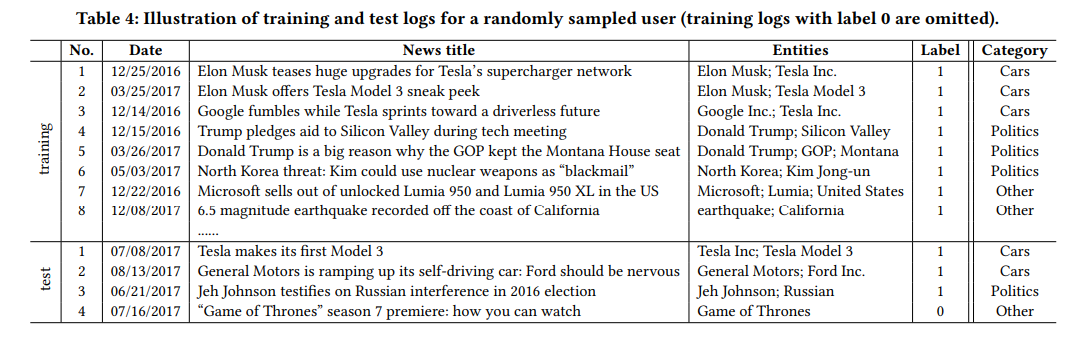 Table 4: Illustration of training and test logs for a randomly sampled user (training logs with label 0 are omitted).
No. Date News title Entities Label Category
training
1 12/25/2016 Elon Musk teases huge upgrades for Tesla's supercharger network Elon Musk; Tesla Inc. 1 Cars
2 03/25/2017 Elon Musk offers Tesla Model 3 sneak peek Elon Musk; Tesla Model 3 1 Cars
3 12/14/2016 Google fumbles while Tesla sprints toward a driverless future Google Inc.; Tesla Inc. 1 Cars
4 12/15/2016 Trump pledges aid to Silicon Valley during tech meeting Donald Trump; Silicon Valley 1 Politics
5 03/26/2017 Donald Trump is a big reason why the GOP kept the Montana House seat Donald Trump; GOP; Montana 1 Politics
6 05/03/2017 North Korea threat: Kim could use nuclear weapons as “blackmail” North Korea; Kim Jong-un 1 Politics
7 12/22/2016 Microsoft sells out of unlocked Lumia 950 and Lumia 950 XL in the US Microsoft; Lumia; United States 1 Other
8 12/08/2017 6.5 magnitude earthquake recorded off the coast of California earthquake; California 1 Other
......
test
1 07/08/2017 Tesla makes its first Model 3 Tesla Inc; Tesla Model 3 1 Cars
2 08/13/2017 General Motors is ramping up its self-driving car: Ford should be nervous General Motors; Ford Inc. 1 Cars
3 06/21/2017 Jeh Johnson testifies on Russian interference in 2016 election Jeh Johnson; Russian 1 Politics
4 07/16/2017 “Game of Thrones” season 7 premiere: how you can watch Game of Thrones 0 Other